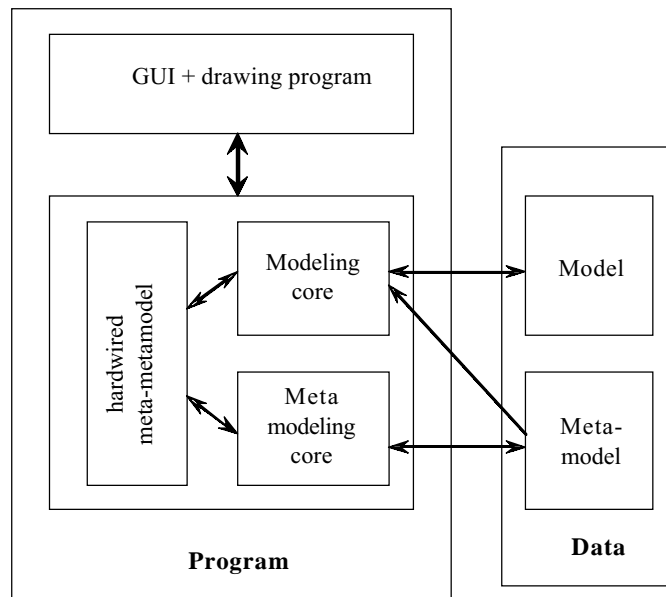 GUI + drawing program
hardwired
meta-metamodel
Modeling
core
Meta
modeling
core
Program
Model
Meta-
model
Data